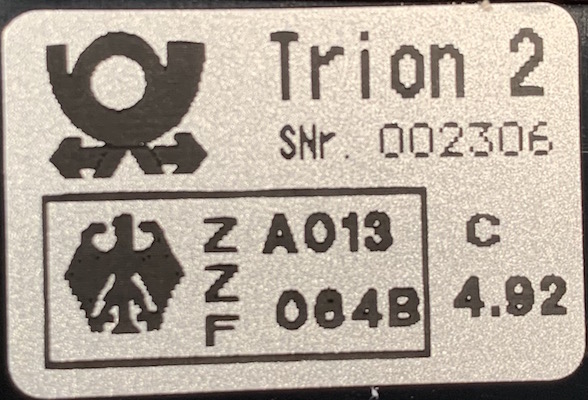 Trion 2
SNr. 002306
Z
Z
F
A013 C
064B 4.92